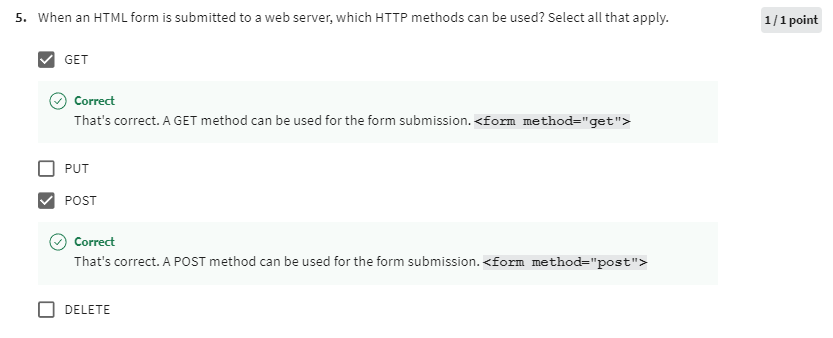 5. When an HTML form is submitted to a web server, which HTTP methods can be used? Select all that apply.
1 / 1 point
GET
Correct
That's correct. A GET method can be used for the form submission. <form method="get">
PUT
POST
Correct
That's correct. A POST method can be used for the form submission. <form method="post">
DELETE